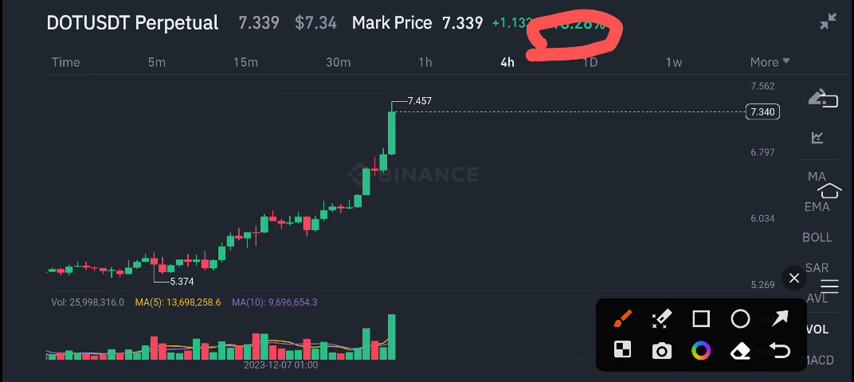 DOTUSDT Perpetual 7.339 $7.34 Mark Price 7.339
Time 5m 15m 30m 1h 4h 1D 1w More
7.562
7.457
7.340
6.797
BINANCE
6.034
5.374
5.269
MA
EMA
BOLL
SAR
AVL
VOL
MACD
Vol: 25,998,316.0 MA(5): 13,698,258.6 MA(10): 9,696,654.3
2023-12-07 01:00